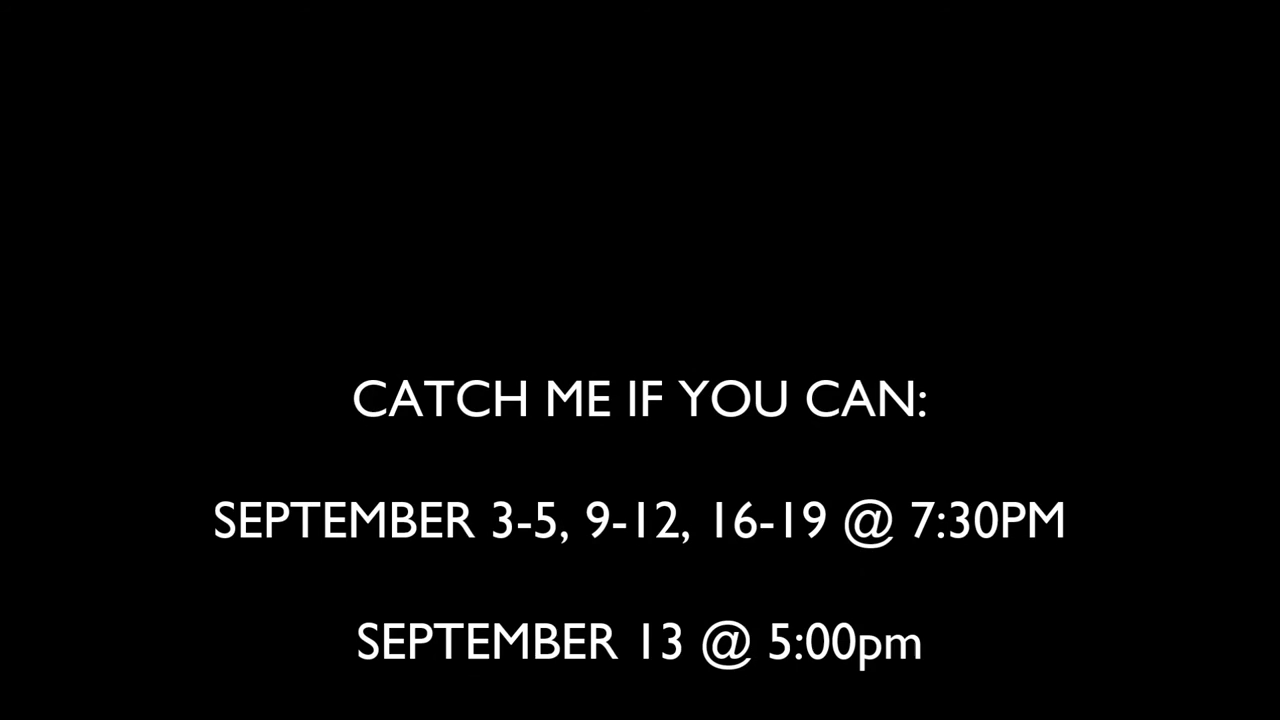 CATCH ME IF YOU CAN:
SEPTEMBER 3-5, 9-12, 16-19 @ 7:30PM
SEPTEMBER 13 @ 5:00pm